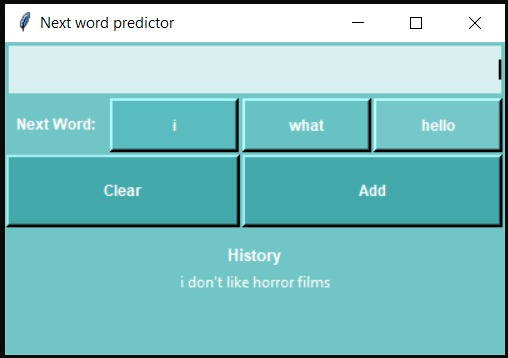 Next word predictor
Next Word: i what hello
Clear Add
History
i don't like horror films